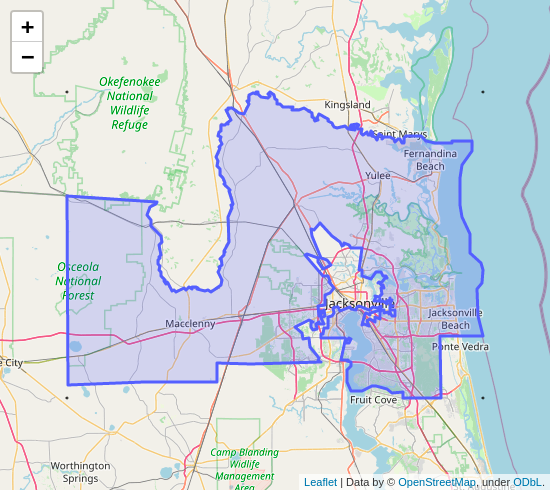 +
−
Okefenokee
National
Wildlife
Refuge
Kingsland
Saint Marys
Fernandina
Beach
Yulee
Osceola
National
Forest
Jacksonville
Macclenny
Jacksonville
Beach
Ponte Vedra
e City
Fruit Cove
Camp Blanding
Widlife
Management
Area
Worthington
Springs
Leaflet | Data by © OpenStreetMap, under ODbL.